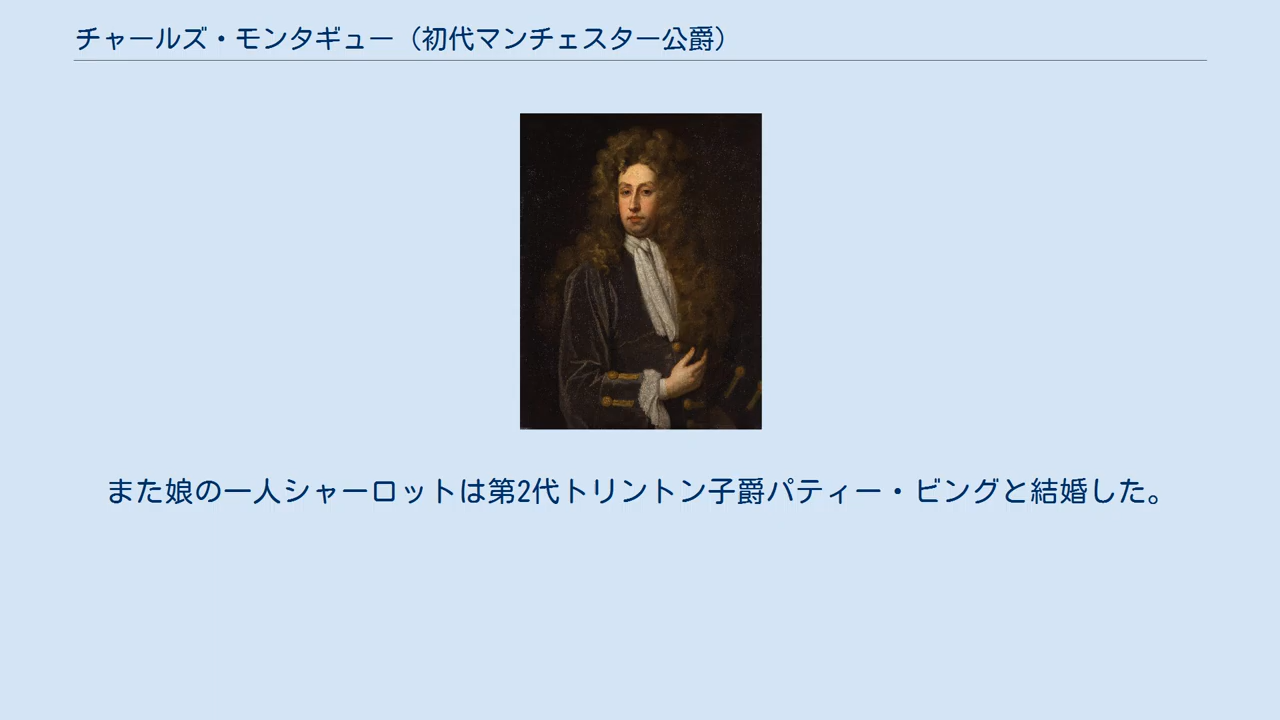 チャールズ・モンタギュー（初代マンチェスター公爵）
また娘の一人シャーロットは第2代トリントン子爵パティー・ビングと結婚した。